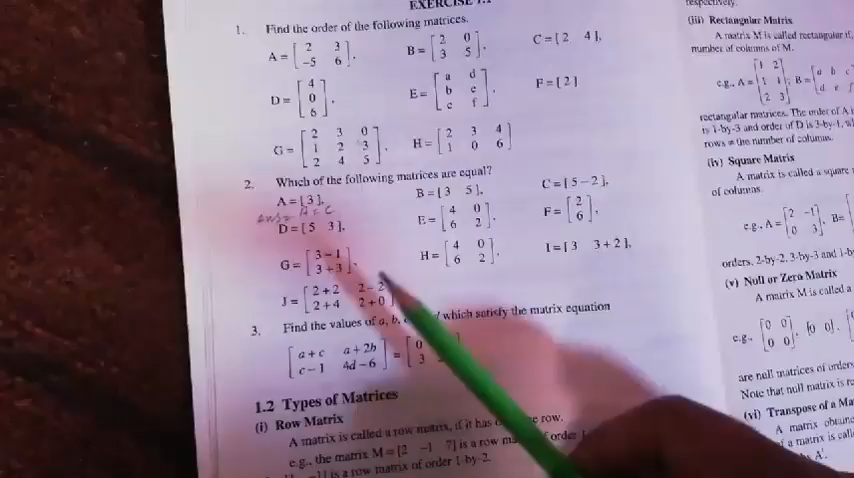 EXERCISE 1.1
1. Find the order of the following matrices.
A = [2 3
-5 6],
B = [2 0
3 5],
C = [2 4],
D = [4
0
6],
E = [a d
b e
c f],
F = [2]
G = [2 3 0
1 2 3
2 4 5],
H = [2 3 4
1 0 6]
2. Which of the following matrices are equal?
A = [3],
B = [3 5],
C = [5 – 2],
ans= A = C
D = [5 3],
E = [4 0
6 2],
F = [2
6],
G = [3 – 1
3 + 3],
H = [4 0
6 2],
I = [3 3 + 2],
J = [2 + 2 2 – 2
2 + 4 2 + 0]
3. Find the values of a, b, which satisfy the matrix equation
[a + c a + 2b
c – 1 4d – 6] = [0
3
1.2 Types of Matrices
(i) Row Matrix
A matrix is called a row matrix, if it has row.
e.g., the matrix M = [2 -1 7] is a row of order
is a row matrix of order 1-by-2.
respectively.
(iii) Rectangular Matrix
A matrix M is called rectangular if,
number of columns of M.
e.g., A = [1 2
1 1
2 3]; B = [a b c
d e f
rectangular matrices. The order of A
is 1-by-3 and order of D is 3-by-1,
rows ≠ the number of columns.
(iv) Square Matrix
A matrix is called a square
of columns.
e.g., A = [2 -1
0 3], B = [
orders, 2-by-2, 3-by-3 and
(v) Null or Zero Matrix
A matrix M is called a
e.g., [0 0
0 0], [0 0],
are null matrices of orders
Note that null matrix is
(vi) Transpose of a
A matrix
a matrix is
A'.